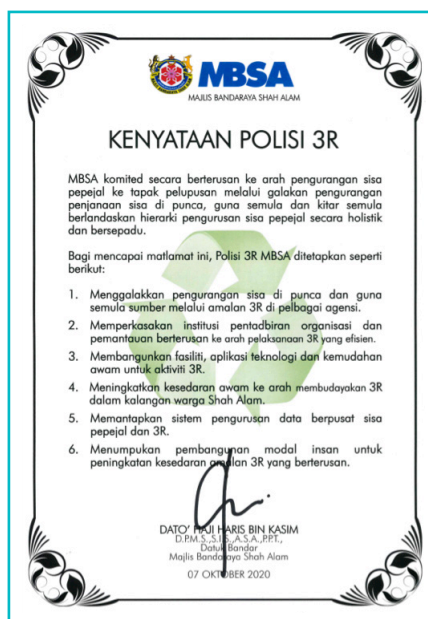 MBSA
MAJLIS BANDARAYA SHAH ALAM
KENYATAAN POLISI 3R
MBSA komited secara berterusan ke arah pengurangan sisa
pepejal ke tapak pelupusan melalui galakan pengurangan
penjanaan sisa di punca, guna semula dan kitar semula
berlandaskan hierarki pengurusan sisa pepejal secara holistik
dan bersepadu.
Bagi mencapai matlamat ini, Polisi 3R MBSA ditetapkan seperti
berikut:
1. Menggalakkan pengurangan sisa di punca dan guna
semula sumber melalui amalan 3R di pelbagai agensi.
2. Memperkasakan institusi pentadbiran organisasi dan
pemantauan berterusan ke arah pelaksanaan 3R yang efisien.
3. Membangunkan fasiliti, aplikasi teknologi dan kemudahan
awam untuk aktiviti 3R.
4. Meningkatkan kesedaran awam ke arah membudayakan 3R
dalam kalangan warga Shah Alam.
5. Memantapkan sistem pengurusan data berpusat sisa
pepejal dan 3R.
6. Menumpukan pembangunan modal insan untuk
peningkatan kesedaran amalan 3R yang berterusan.
DATO' HAJI HARIS BIN KASIM
D.P.M.S.,S.I.S.,A.S.A.,P.P.T.,
Datuk Bandar
Majlis Bandaraya Shah Alam
07 OKTOBER 2020